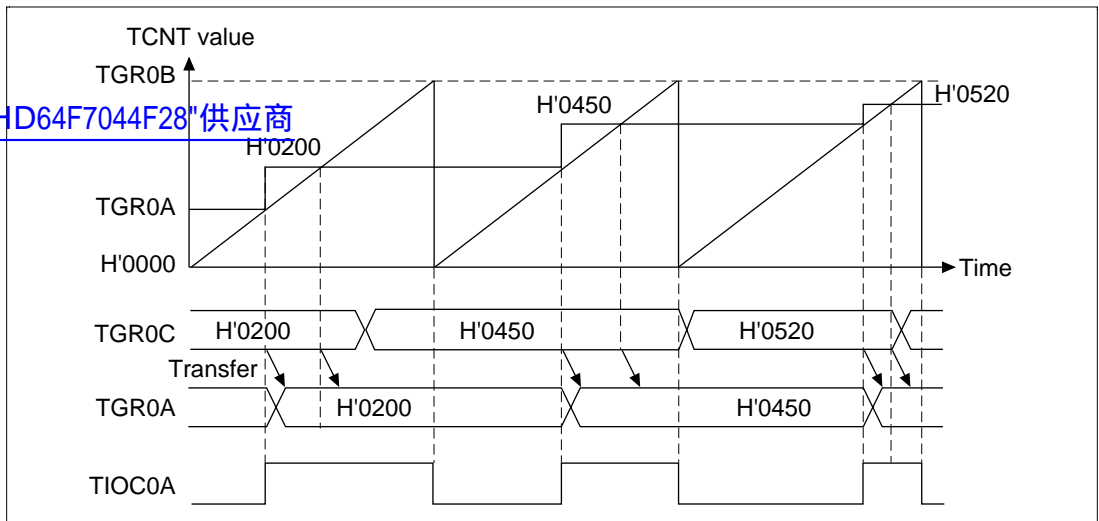 TCNT value
TGR0B
H'0520
H'0450
HD64F7044F28"供应商
H'0200
TGR0A
H'0000
Time
TGR0C
H'0200
H'0450
H'0520
Transfer
TGR0A
H'0200
H'0450
TIOC0A